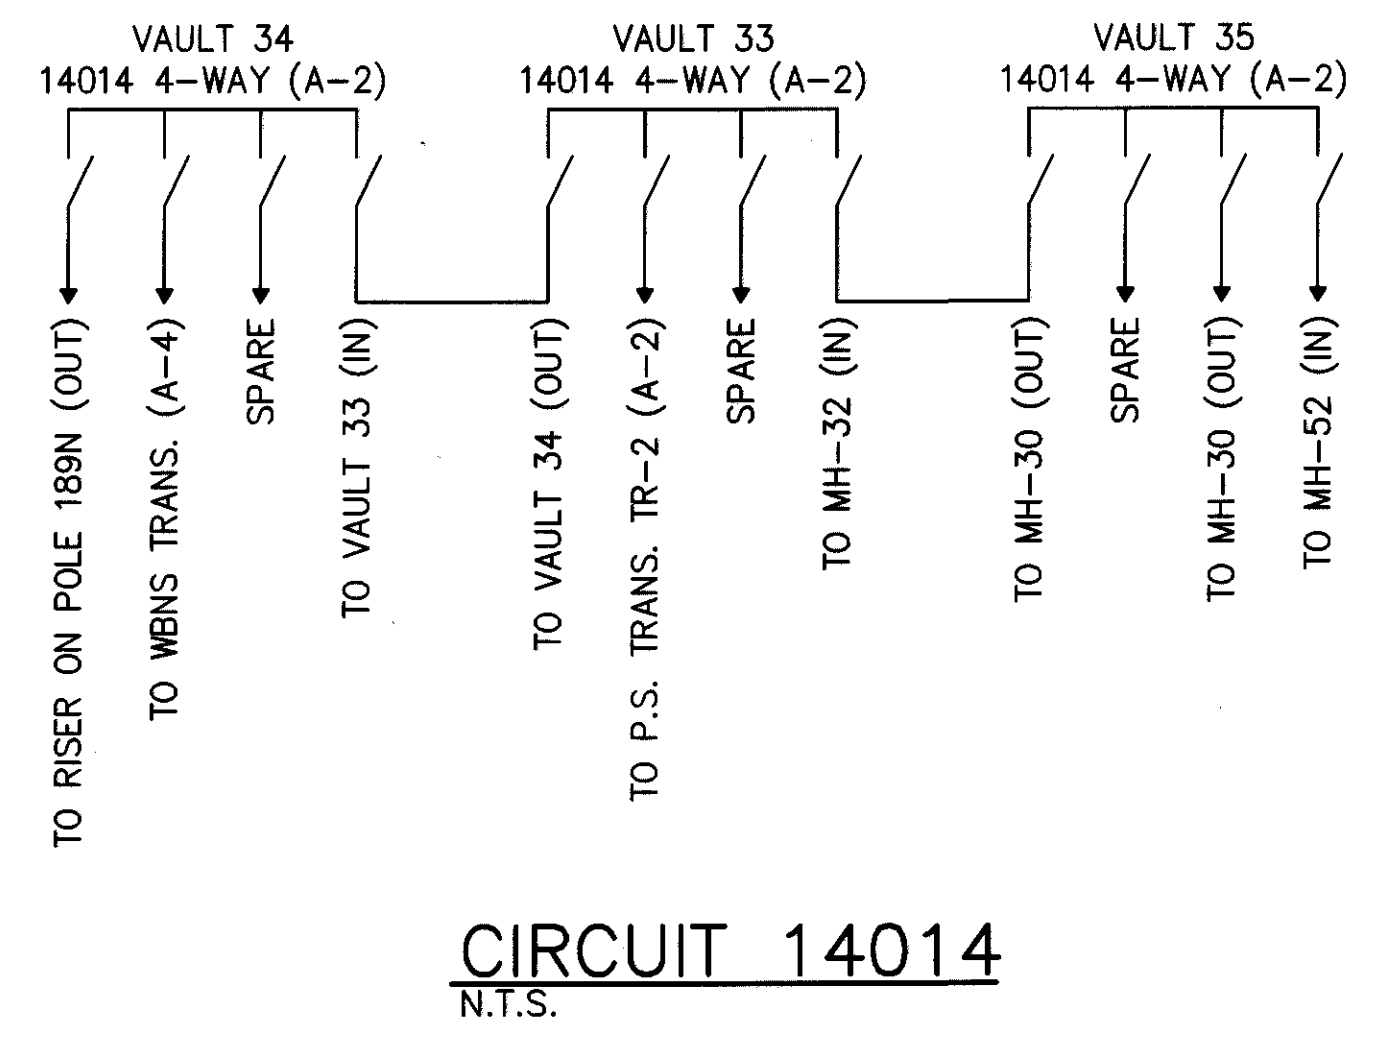 VAULT 34
14014 4-WAY (A-2)
VAULT 33
14014 4-WAY (A-2)
VAULT 35
14014 4-WAY (A-2)
TO RISER ON POLE 189N (OUT)
TO WBNS TRANS. (A-4)
SPARE
TO VAULT 33 (IN)
TO VAULT 34 (OUT)
TO P.S. TRANS. TR-2 (A-2)
SPARE
TO MH-32 (IN)
TO MH-30 (OUT)
SPARE
TO MH-30 (OUT)
TO MH-52 (IN)
CIRCUIT 14014
N.T.S.